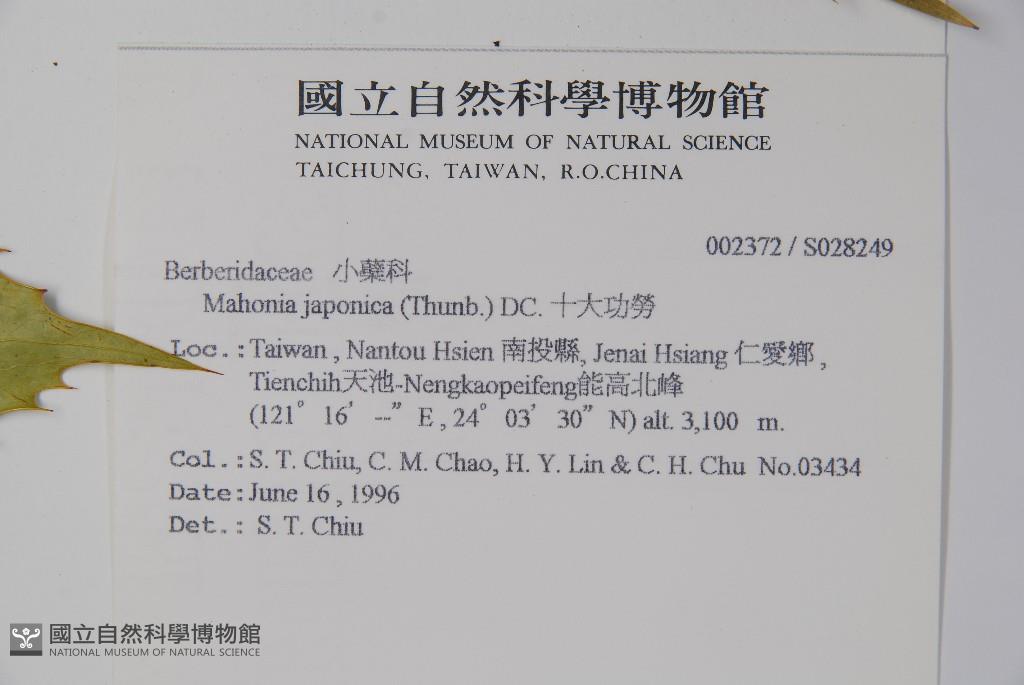 國立自然科學博物館
NATIONAL MUSEUM OF NATURAL SCIENCE
TAICHUNG, TAIWAN, R.O.CHINA
002372 / S028249
Berberidaceae 小蘗科
Mahonia japonica (Thunb.) DC. 十大功勞
Loc.: Taiwan , Nantou Hsien 南投縣, Jenai Hsiang 仁愛鄉 ,
Tienchih天池-Nengkaopeifeng能高北峰
(121° 16’ --” E , 24° 03’ 30” N) alt. 3,100 m.
Col.: S. T. Chiu, C. M. Chao, H. Y. Lin & C. H. Chu No.03434
Date: June 16 , 1996
Det.: S. T. Chiu
國立自然科學博物館
NATIONAL MUSEUM OF NATURAL SCIENCE